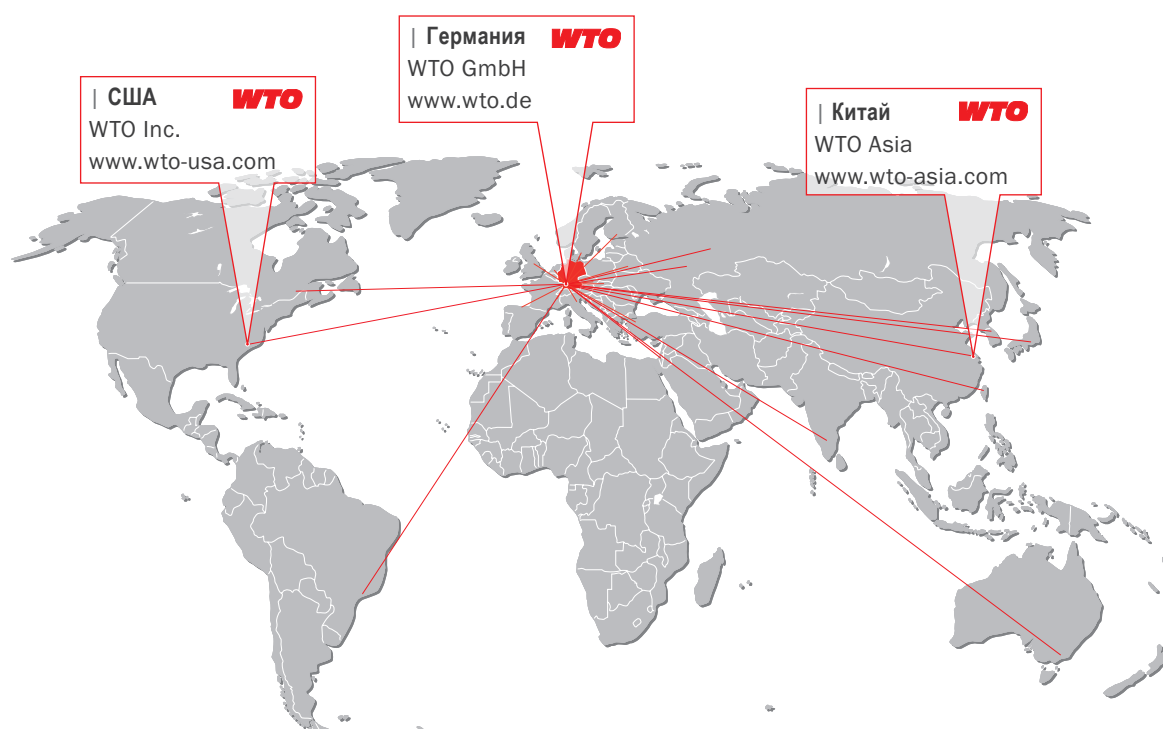 | США WTO
WTO Inc.
www.wto-usa.com
| Германия WTO
WTO GmbH
www.wto.de
| Китай WTO
WTO Asia
www.wto-asia.com